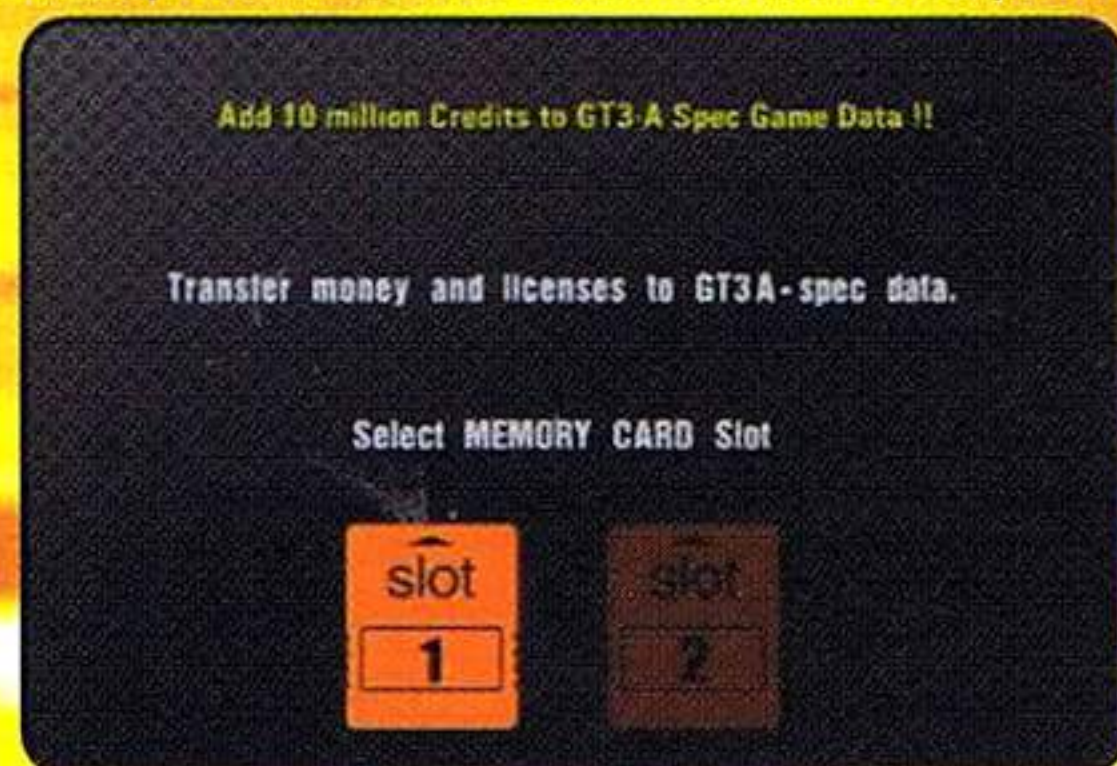 Add 10 million Credits to GT3 A Spec Game Data !!
Transfer money and licenses to GT3 A-spec data.
Select MEMORY CARD Slot
slot slot
1 2